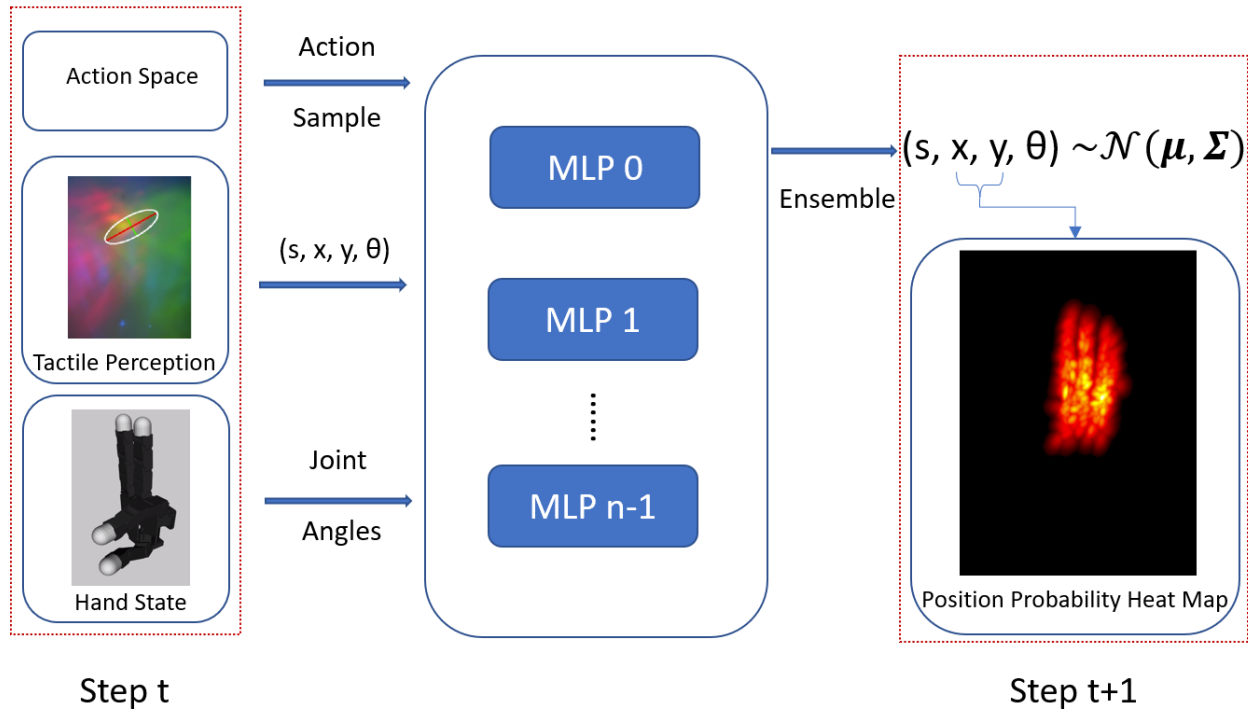 Action Space
Tactile Perception
Hand State
Step t
Action
Sample
(s, x, y, θ)
Joint
Angles
MLP 0
MLP 1
......
MLP n-1
Ensemble
(s, x, y, θ) ~𝒩(𝝁, 𝜮)
Position Probability Heat Map
Step t+1